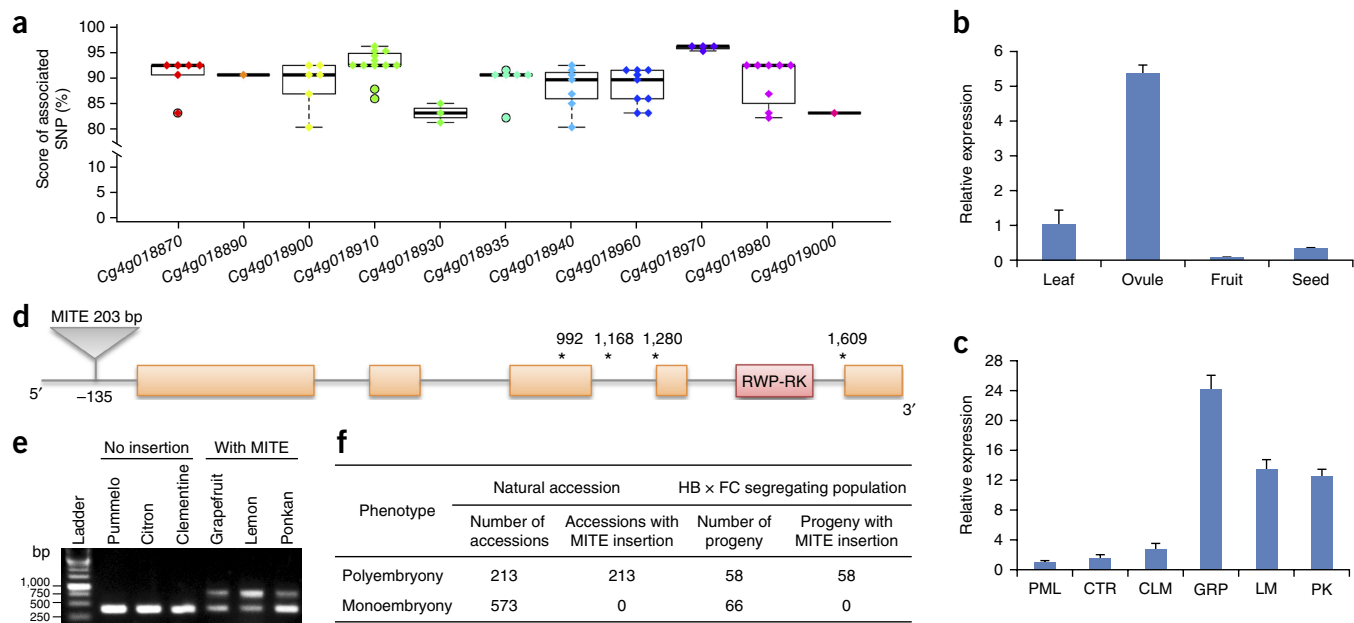 a
Score of associated
SNP (%)
100
95
90
85
80
10
5
0
Cg4g018870
Cg4g018890
Cg4g018900
Cg4g018910
Cg4g018930
Cg4g018935
Cg4g018940
Cg4g018960
Cg4g018970
Cg4g018980
Cg4g019000
b
Relative expression
6
5
4
3
2
1
0
Leaf Ovule Fruit Seed
d
MITE 203 bp
–135
5′
992 1,168 1,280 1,609
* * * *
RWP-RK
3′
c
Relative expression
28
24
20
16
12
8
4
0
PML CTR CLM GRP LM PK
e
No insertion With MITE
Ladder
Pummelo
Citron
Clementine
Grapefruit
Lemon
Ponkan
bp
1,000
750
500
250
f
Phenotype
Natural accession HB × FC segregating population
Number of accessions
Accessions with MITE insertion
Number of progeny
Progeny with MITE insertion
Polyembryony 213 213 58 58
Monoembryony 573 0 66 0